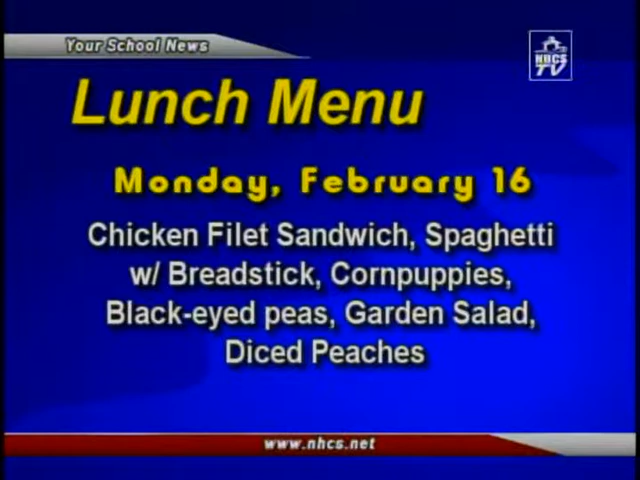 Your School News
NHCS
TV
Lunch Menu
Monday, February 16
Chicken Filet Sandwich, Spaghetti
w/ Breadstick, Cornpuppies,
Black-eyed peas, Garden Salad,
Diced Peaches
www.nhcs.net